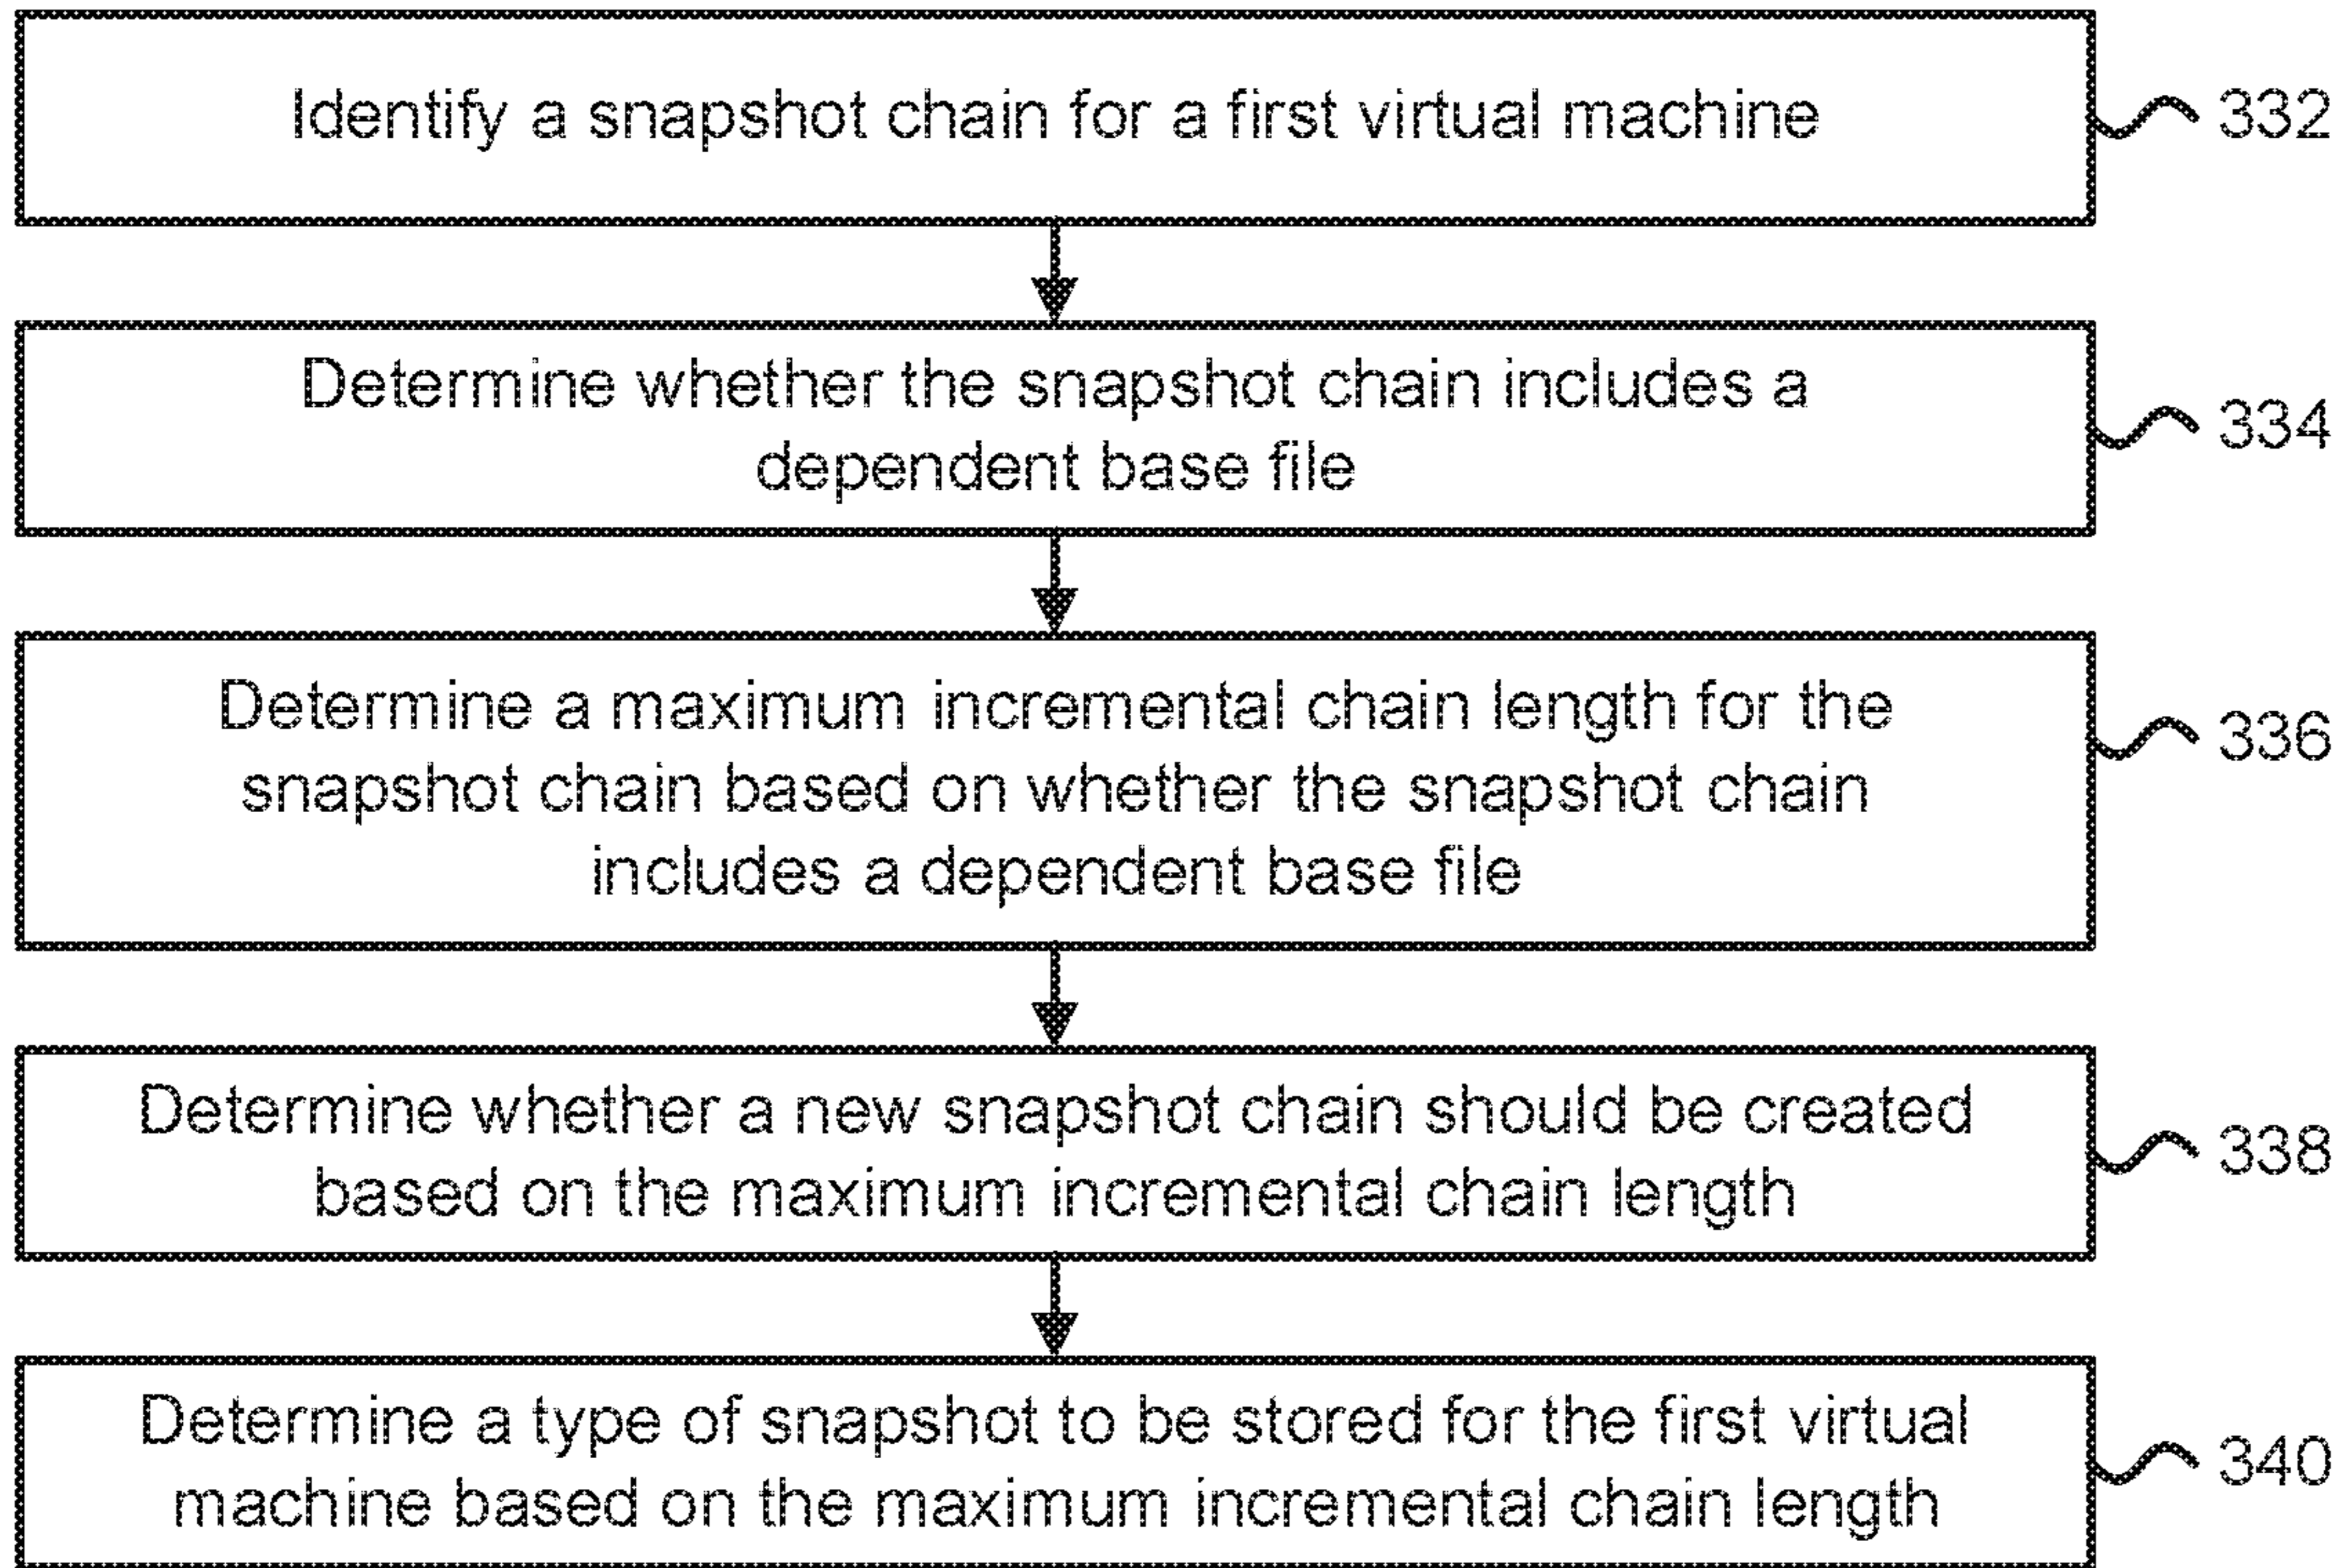 Identify a snapshot chain for a first virtual machine
332
Determine whether the snapshot chain includes a
dependent base file
334
Determine a maximum incremental chain length for the
snapshot chain based on whether the snapshot chain
includes a dependent base file
336
Determine whether a new snapshot chain should be created
based on the maximum incremental chain length
338
Determine a type of snapshot to be stored for the first virtual
machine based on the maximum incremental chain length
340